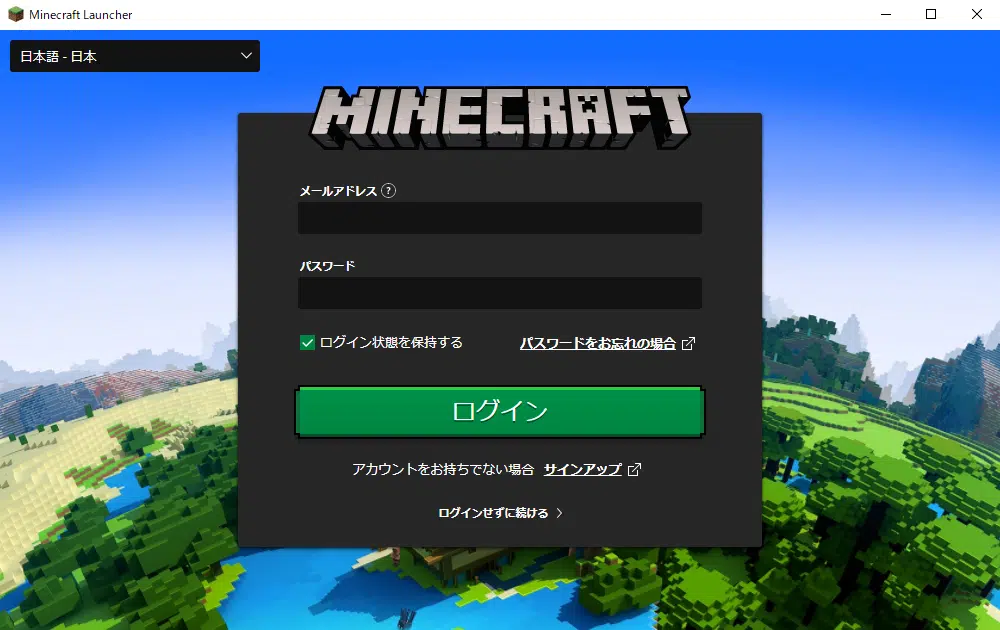 Minecraft Launcher
日本語 - 日本
MINECRAFT
メールアドレス ?
パスワード
ログイン状態を保持する パスワードをお忘れの場合
ログイン
アカウントをお持ちでない場合 サインアップ
ログインせずに続ける